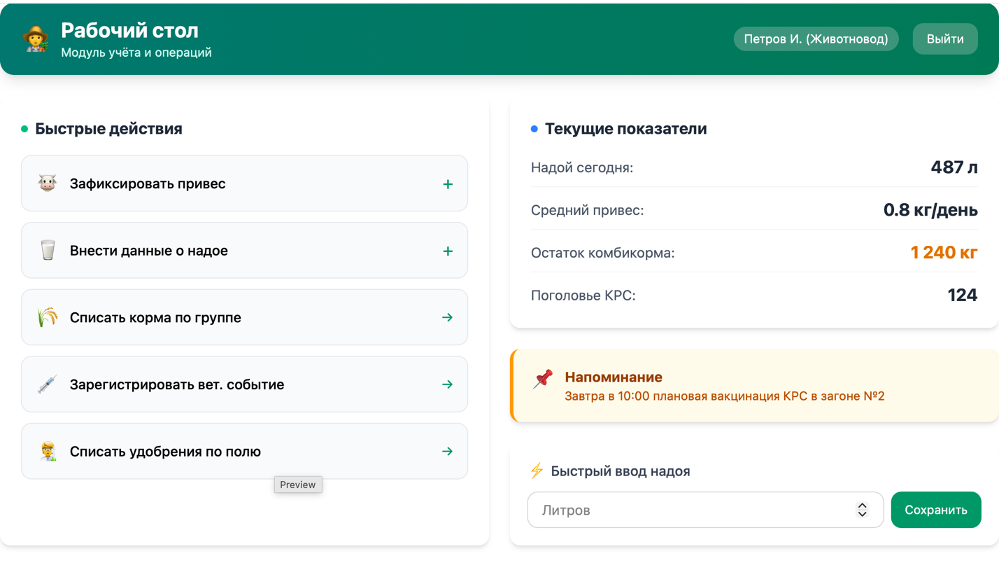 Рабочий стол
Модуль учёта и операций
Петров И. (Животновод)
Выйти
Быстрые действия
Зафиксировать привес
+
Внести данные о надое
+
Списать корма по группе
→
Зарегистрировать вет. событие
→
Списать удобрения по полю
→
Preview
Текущие показатели
Надой сегодня: 487 л
Средний привес: 0.8 кг/день
Остаток комбикорма: 1 240 кг
Поголовье КРС: 124
Напоминание
Завтра в 10:00 плановая вакцинация КРС в загоне №2
Быстрый ввод надоя
Литров
Сохранить